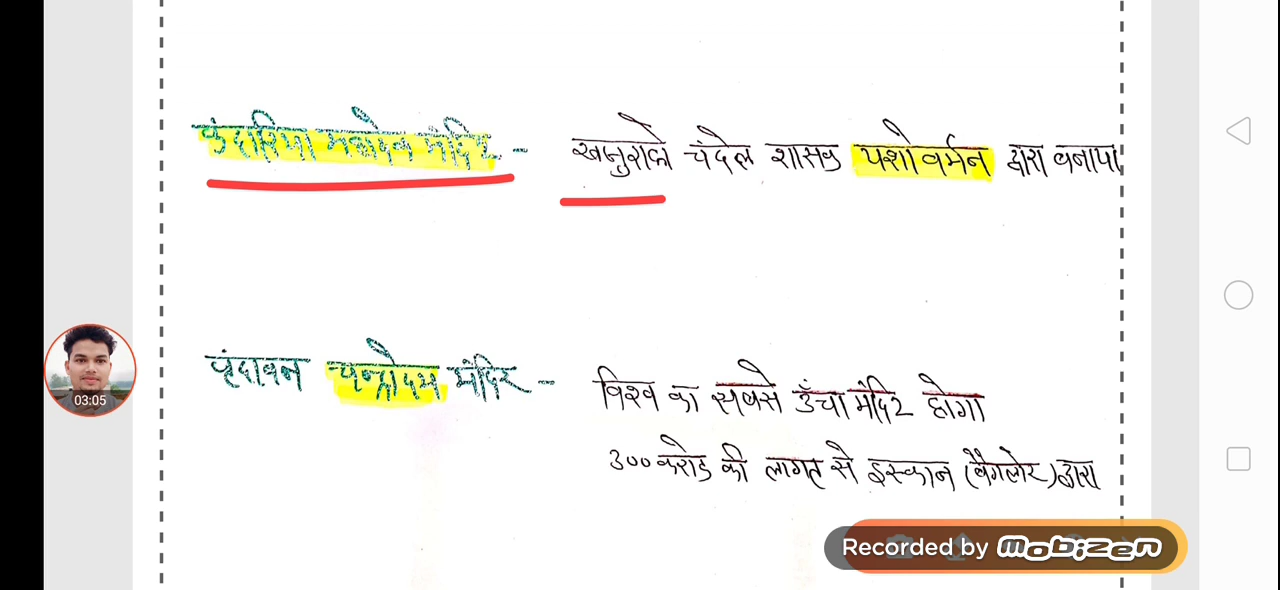 कंदारिया महादेव मंदिर - खजुराहो चंदेल शासक यशोवर्मन द्वारा बनाया
वृंदावन चन्द्रोदय मंदिर - विश्व का सबसे ऊँचा मंदिर होगा
300 करोड की लागत से इस्कान (बैंगलोर) द्वारा
03:05
Recorded by mobizen